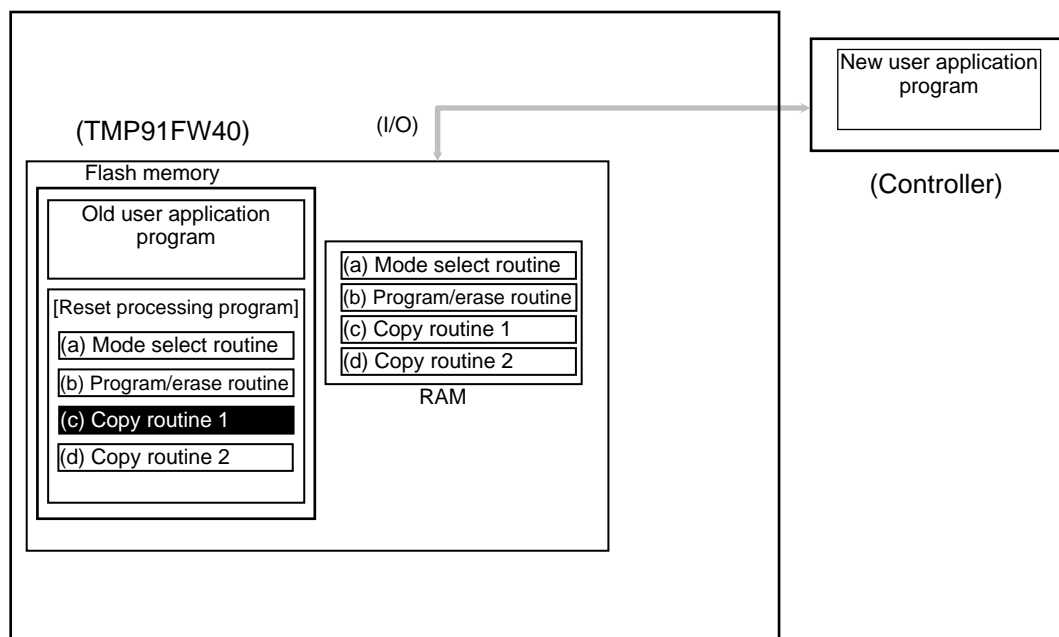 New user application
program
(Controller)
(I/O)
(TMP91FW40)
Flash memory
Old user application
program
[Reset processing program]
(a) Mode select routine
(b) Program/erase routine
(c) Copy routine 1
(d) Copy routine 2
(a) Mode select routine
(b) Program/erase routine
(c) Copy routine 1
(d) Copy routine 2
RAM